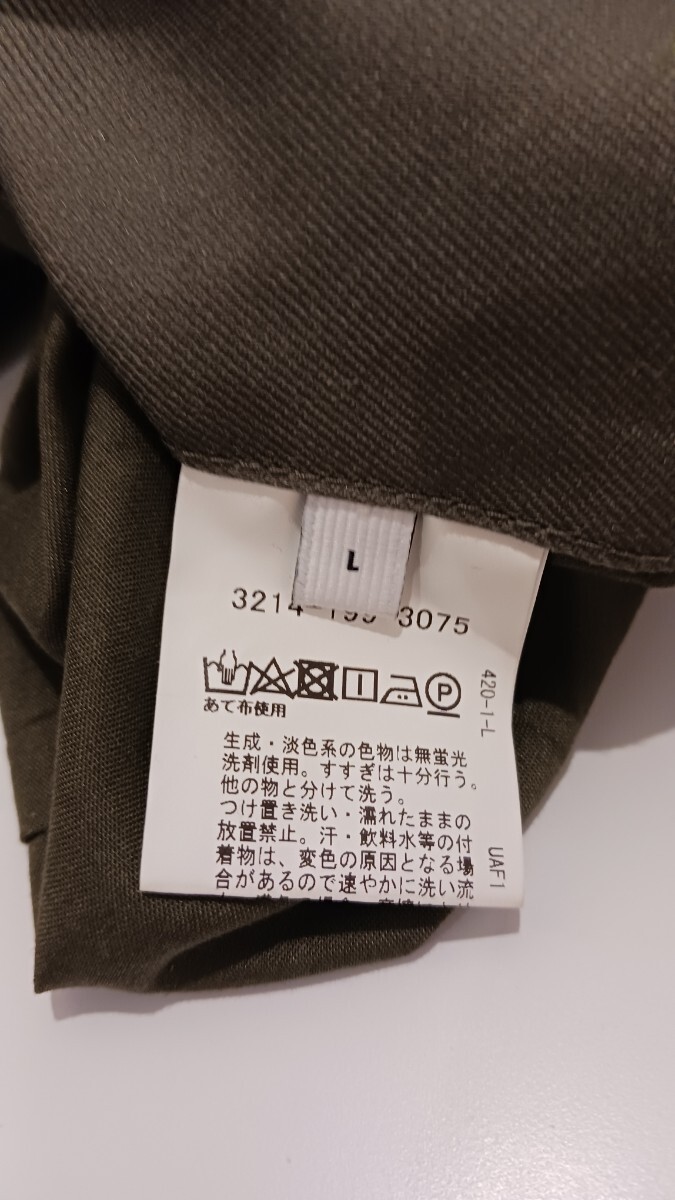 L
3214-199-3075
P
あて布使用
420-1-L
生成・淡色系の色物は無蛍光
洗剤使用。すすぎは十分行う。
他の物と分けて洗う。
つけ置き洗い・濡れたままの
放置禁止。汗・飲料水等の付
着物は、変色の原因となる場
合があるので速やかに洗い流
UAF1